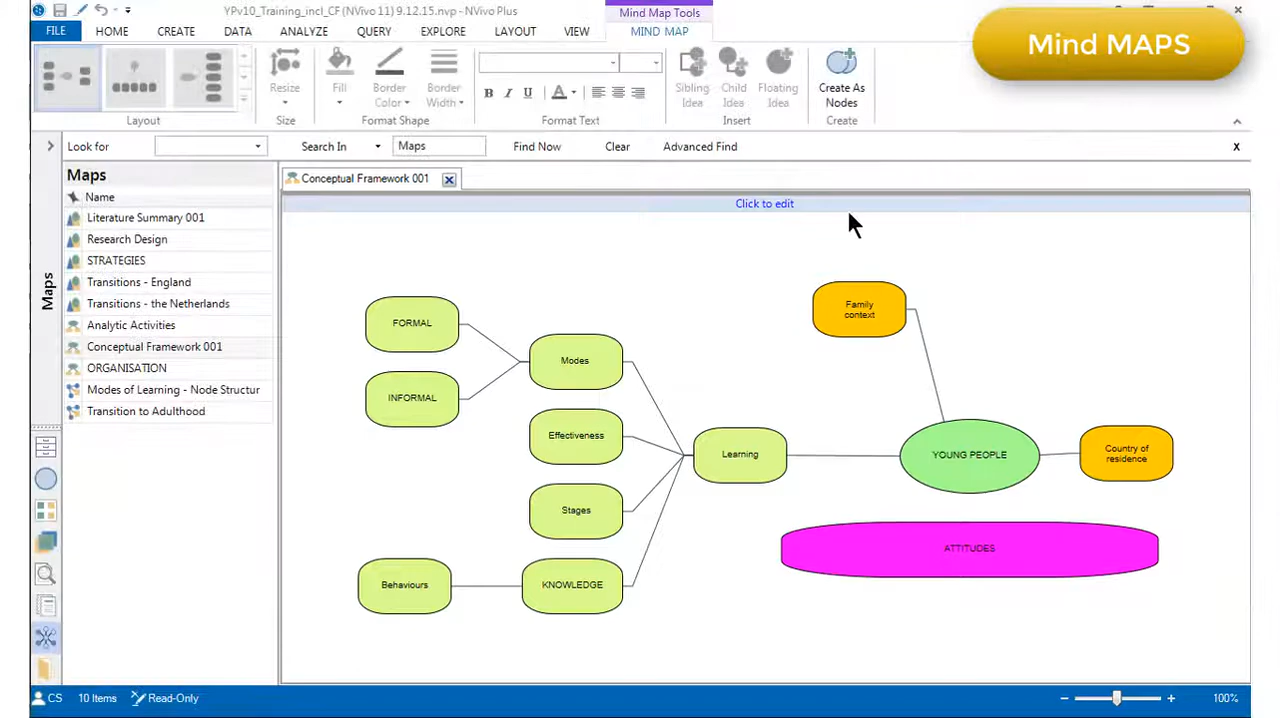 YPv10_Training_incl_CF (NVivo 11) 9.12.15.nvp - NVivo Plus
Mind Map Tools
Mind MAPS
FILE HOME CREATE DATA ANALYZE QUERY EXPLORE LAYOUT VIEW MIND MAP
Resize
Fill
Border
Color
Border
Width
B I U A
Sibling
Idea
Child
Idea
Floating
Idea
Create As
Nodes
Layout Size Format Shape Format Text Insert Create
Look for Search In Maps Find Now Clear Advanced Find x
Maps
Name
Literature Summary 001
Research Design
STRATEGIES
Transitions - England
Transitions - the Netherlands
Analytic Activities
Conceptual Framework 001
ORGANISATION
Modes of Learning - Node Structur
Transition to Adulthood
Maps
Conceptual Framework 001
Click to edit
Family
context
FORMAL
Modes
INFORMAL
Effectiveness
Learning
YOUNG PEOPLE
Country of
residence
Stages
ATTITUDES
Behaviours
KNOWLEDGE
CS 10 Items Read-Only 100%